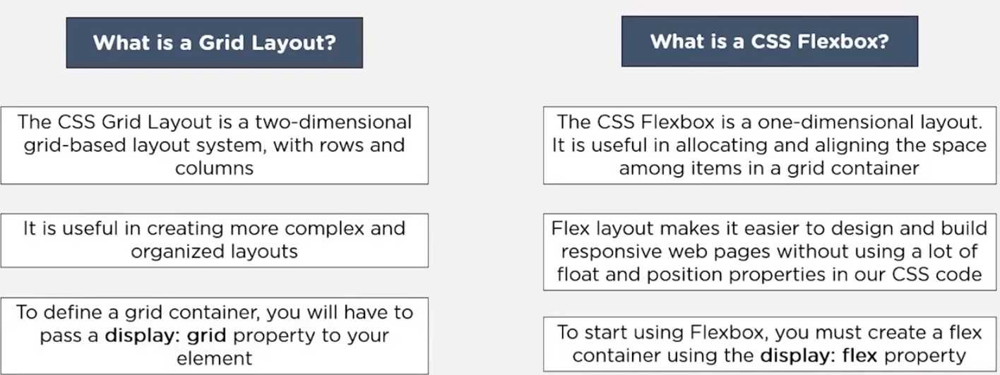 What is a Grid Layout?
The CSS Grid Layout is a two-dimensional
grid-based layout system, with rows and
columns
It is useful in creating more complex and
organized layouts
To define a grid container, you will have to
pass a display: grid property to your
element
What is a CSS Flexbox?
The CSS Flexbox is a one-dimensional layout.
It is useful in allocating and aligning the space
among items in a grid container
Flex layout makes it easier to design and build
responsive web pages without using a lot of
float and position properties in our CSS code
To start using Flexbox, you must create a flex
container using the display: flex property